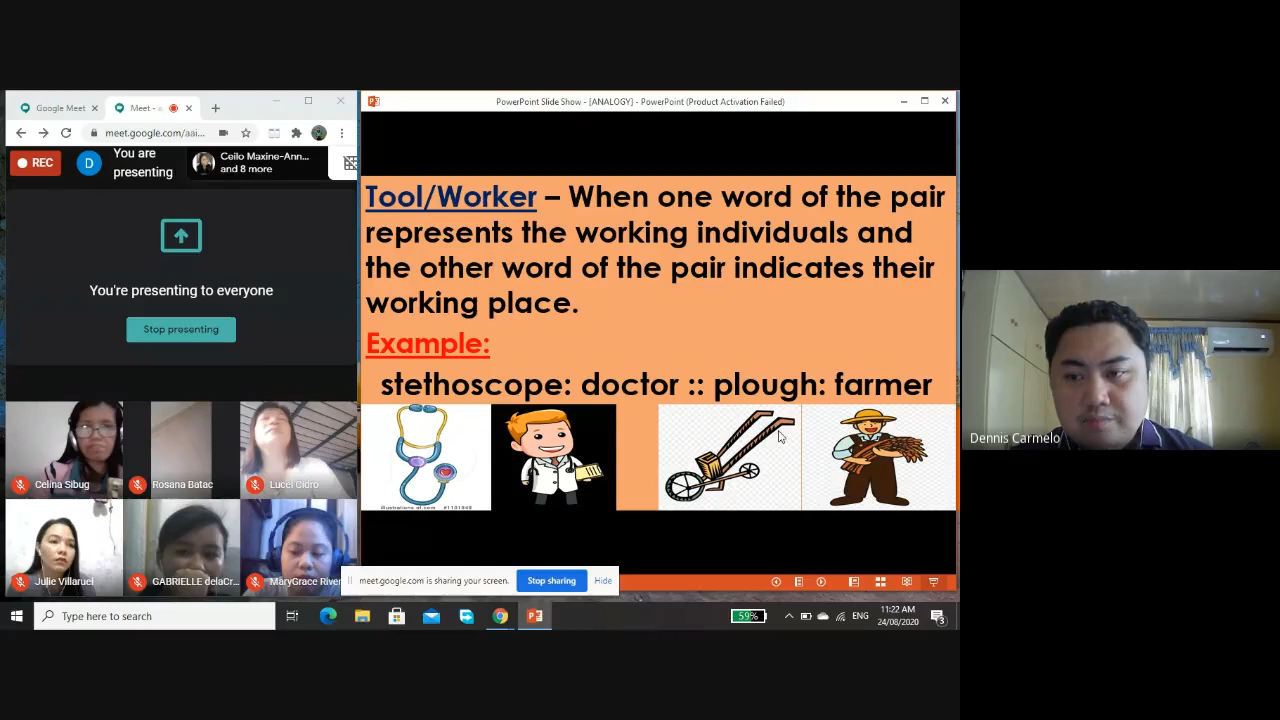 Google Meet
Meet - a
PowerPoint Slide Show - [ANALOGY] - PowerPoint (Product Activation Failed)
meet.google.com/aai...
REC
D
You are
presenting
Ceilo Maxine-Ann...
and 8 more
You're presenting to everyone
Stop presenting
Tool/Worker – When one word of the pair
represents the working individuals and
the other word of the pair indicates their
working place.
Example:
stethoscope: doctor :: plough: farmer
Celina Sibug
Rosana Batac
Lucel Cidro
Julie Villaruel
GABRIELLE delaCr...
MaryGrace River
Dennis Carmelo
meet.google.com is sharing your screen.
Stop sharing
Hide
Type here to search
59%
ENG
11:22 AM
24/08/2020
3